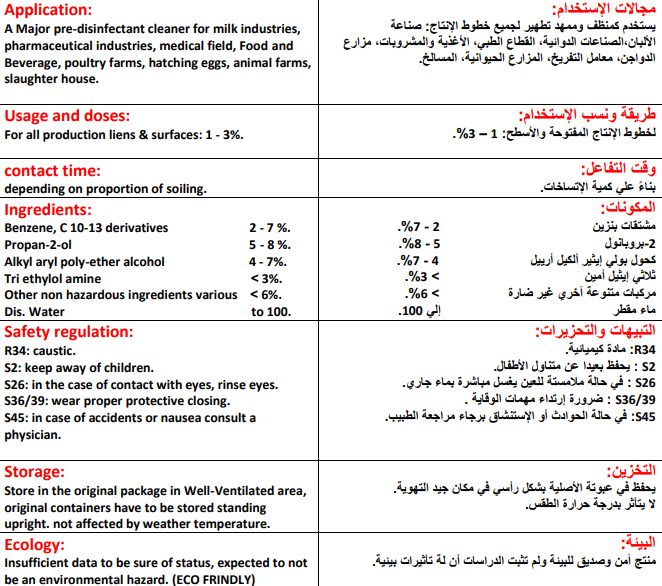 Application:
A Major pre-disinfectant cleaner for milk industries,
pharmaceutical industries, medical field, Food and
Beverage, poultry farms, hatching eggs, animal farms,
slaughter house.
مجالات الإستخدام:
يستخدم كمنظف وممهد تطهير لجميع خطوط الإنتاج: صناعة
الألبان،الصناعات الدوائية، القطاع الطبي، الأغذية والمشروبات، مزارع
الدواجن، معامل التفريخ، المزارع الحيوانية، المسالخ.
Usage and doses:
For all production liens & surfaces: 1 - 3%.
طريقة ونسب الإستخدام:
لخطوط الإنتاج المفتوحة والأسطح: 1 – 3%.
contact time:
depending on proportion of soiling.
وقت التفاعل:
بناءً علي كمية الإتساخات.
Ingredients:
Benzene, C 10-13 derivatives 2 - 7 %.
Propan-2-ol 5 - 8 %.
Alkyl aryl poly-ether alcohol 4 - 7%.
Tri ethylol amine < 3%.
Other non hazardous ingredients various < 6%.
Dis. Water to 100.
المكونات:
مشتقات بنزين 2 - 7%.
2-بروبانول 5 - 8%.
كحول بولي إيثير ألكيل أرييل 4 - 7%.
ثلاثي إيثيل أمين < 3%.
مركبات متنوعة أخري غير ضارة < 6%.
ماء مقطر إلي 100.
Safety regulation:
R34: caustic.
S2: keep away of children.
S26: in the case of contact with eyes, rinse eyes.
S36/39: wear proper protective closing.
S45: in case of accidents or nausea consult a
physician.
التبيهات والتحزيرات:
R34: مادة كيميائية.
S2 : يحفظ بعيدا عن متناول الأطفال.
S26 : في حالة ملامستة للعين يغسل مباشرة بماء جاري.
S36/39 : ضرورة إرتداء مهمات الوقاية .
S45: في حالة الحوادث أو الإستنشاق برجاء مراجعة الطبيب.
Storage:
Store in the original package in Well-Ventilated area,
original containers have to be stored standing
upright. not affected by weather temperature.
التخزين:
يحفظ في عبوتة الأصلية بشكل رأسي في مكان جيد التهوية.
لا يتأثر بدرجة حرارة الطقس.
Ecology:
Insufficient data to be sure of status, expected to not
be an environmental hazard. (ECO FRINDLY)
البيئة:
منتج آمن وصديق للبيئة ولم تثبت الدراسات أن لة تأثيرات بيئية.